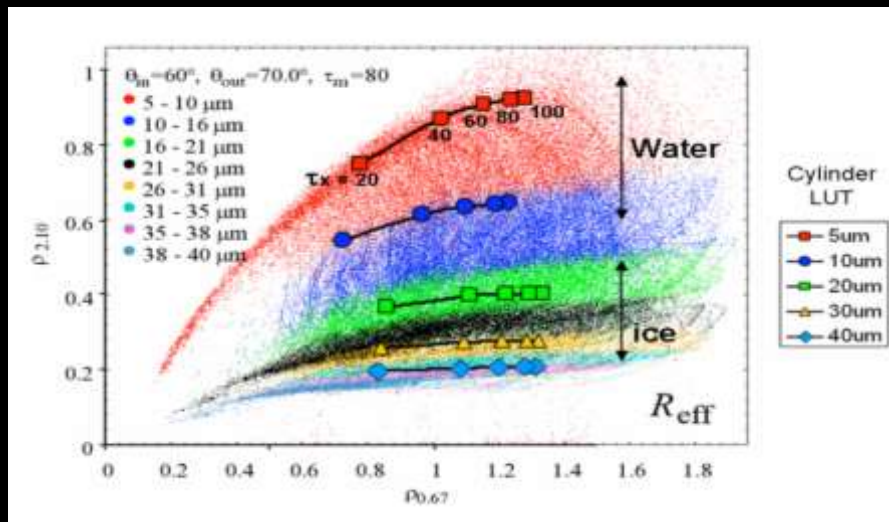 θin=60°, θout=70.0°, τm=80
5 - 10 μm
10 - 16 μm
16 - 21 μm
21 - 26 μm
26 - 31 μm
31 - 35 μm
35 - 38 μm
38 - 40 μm
τx = 20
40
60
80
100
Water
ice
Reff
1
0.8
0.6
0.4
0.2
0
ρ2.10
0
0.2
0.4
0.6
0.8
1
1.2
1.4
1.6
1.8
ρ0.67
Cylinder
LUT
5um
10um
20um
30um
40um